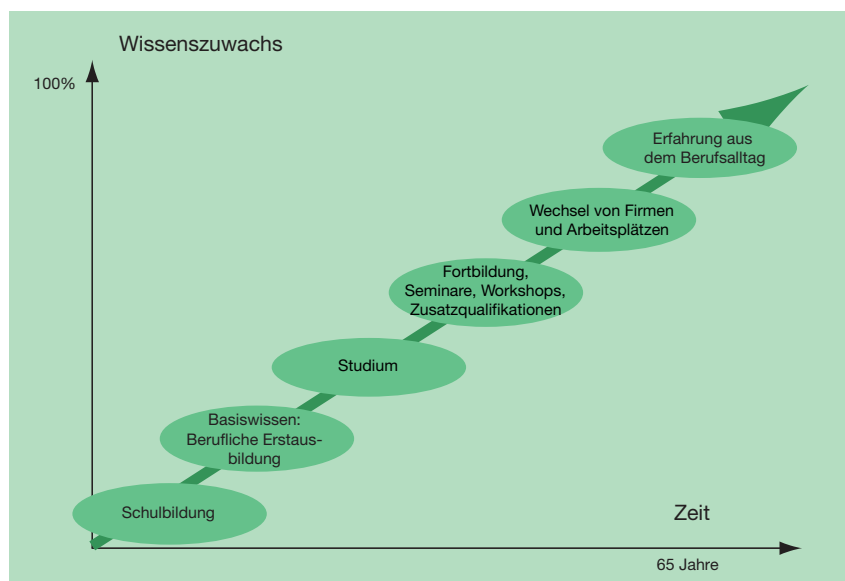 Wissenszuwachs
100%
Erfahrung aus
dem Berufsalltag
Wechsel von Firmen
und Arbeitsplätzen
Fortbildung,
Seminare, Workshops,
Zusatzqualifikationen
Studium
Basiswissen:
Berufliche Erstaus-
bildung
Schulbildung
Zeit
65 Jahre